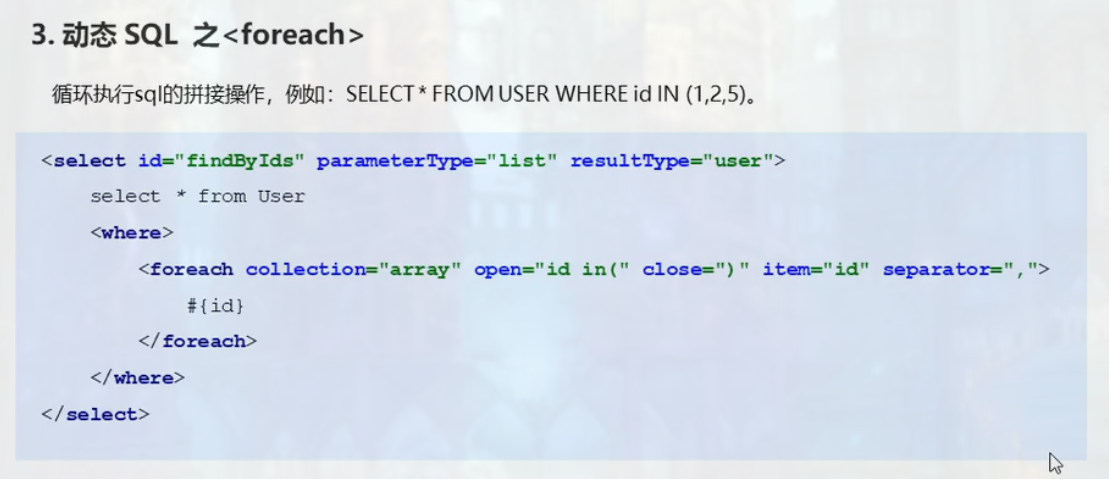 3. 动态 SQL 之<foreach>
循环执行sql的拼接操作，例如：SELECT * FROM USER WHERE id IN (1,2,5)。
<select id="findByIds" parameterType="list" resultType="user">
select * from User
<where>
<foreach collection="array" open="id in(" close=")" item="id" separator=",">
#{id}
</foreach>
</where>
</select>